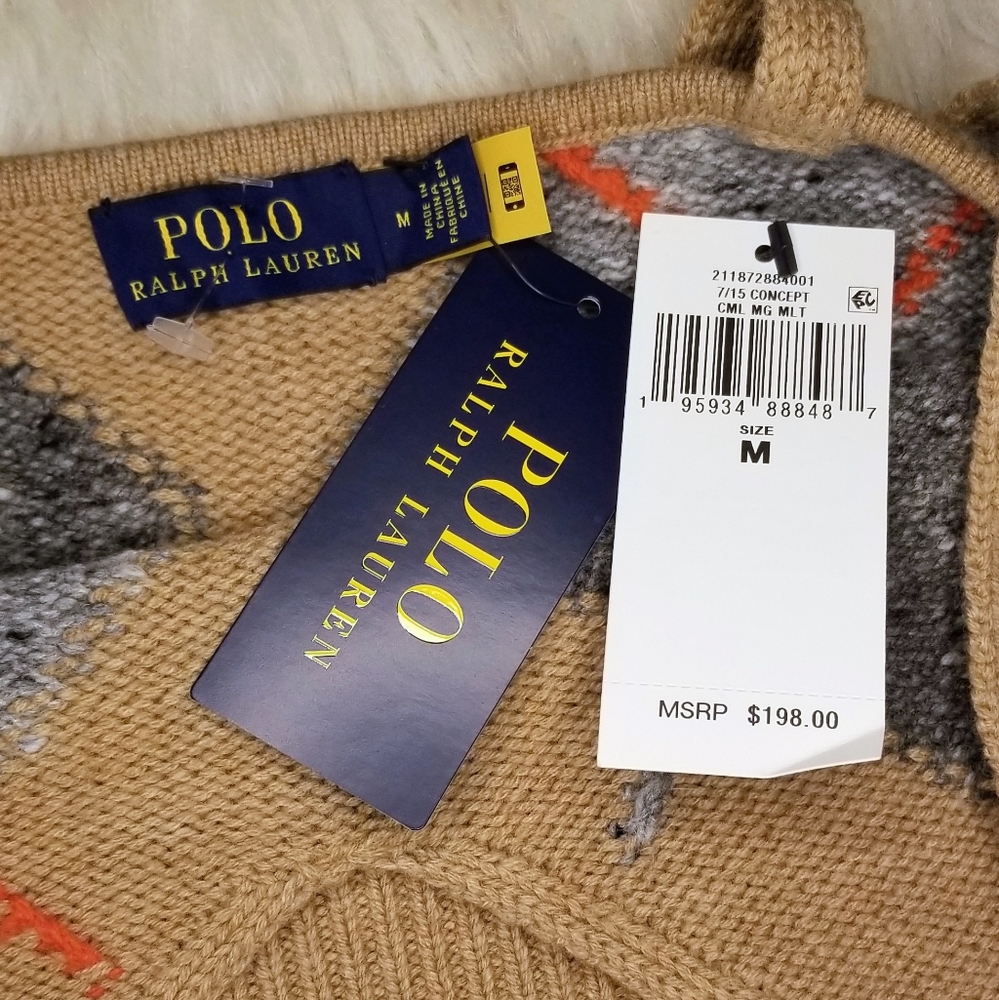 POLO
RALPH LAUREN
M
MADE IN
CHINA
FABRIQUÉ EN
CHINE
POLO
RALPH LAUREN
211872884001
7/15 CONCEPT
CML MG MLT
1 95934 88848 7
SIZE
M
MSRP $198.00